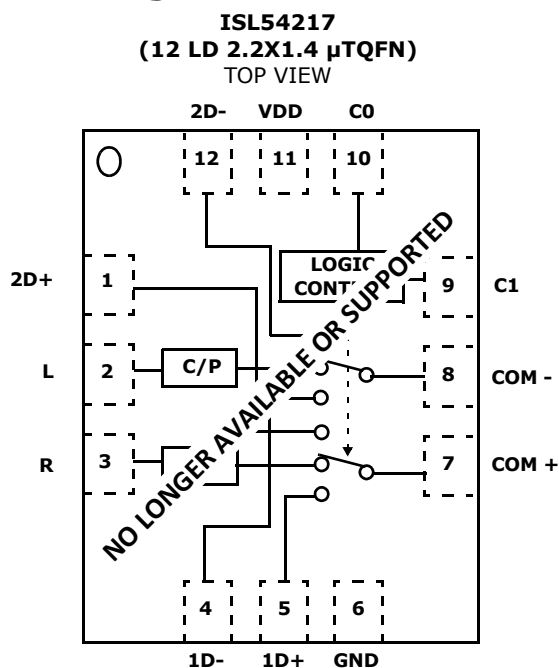 ISL54217
(12 LD 2.2X1.4 µTQFN)
TOP VIEW
2D- VDD C0
12 11 10
2D+ 1
LOGIC
9 C1
L 2 C/P 8 COM -
R 3 7 COM +
NO LONGER AVAILABLE OR SUPPORTED
4 5 6
1D- 1D+ GND